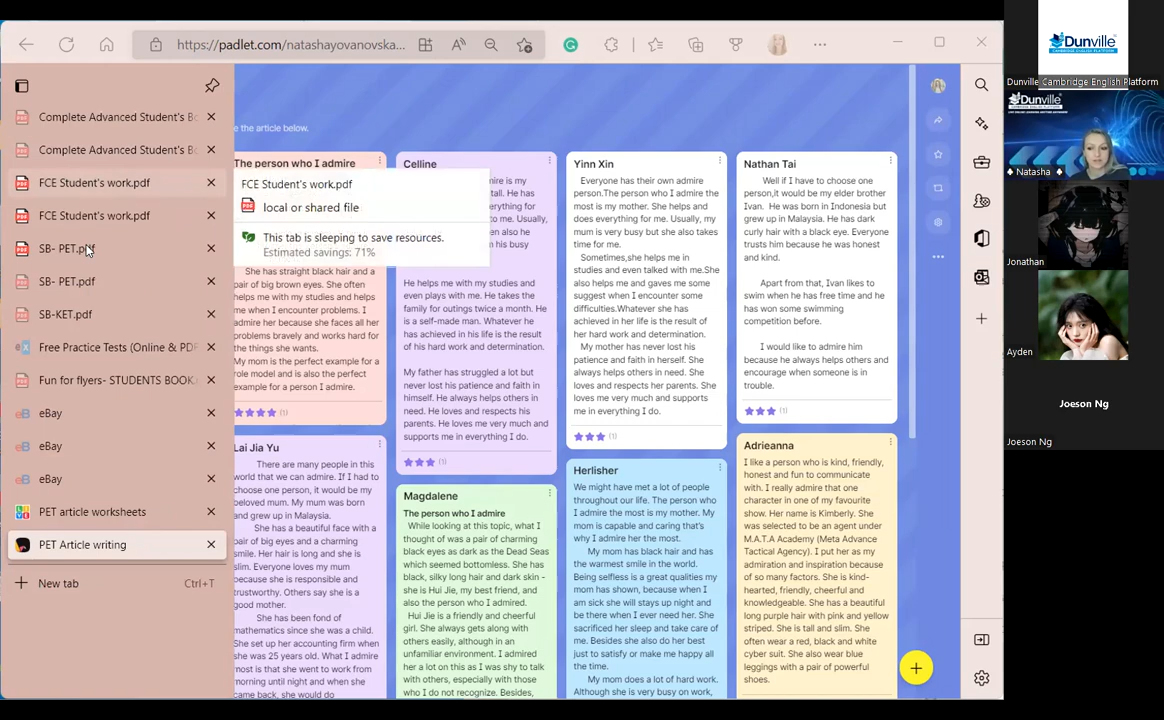 https://padlet.com/natashayovanovska...
Complete Advanced Student's Bo
Complete Advanced Student's Bo
FCE Student's work.pdf
FCE Student's work.pdf
SB- PET.pdf
SB- PET.pdf
SB-KET.pdf
Free Practice Tests (Online & PDF
Fun for flyers- STUDENTS BOOK.
eBay
eBay
eBay
PET article worksheets
PET Article writing
New tab
Ctrl+T
FCE Student's work.pdf
local or shared file
This tab is sleeping to save resources.
Estimated savings: 71%
e the article below.
The person who I admire
She has straight black hair and a
pair of big brown eyes. She often
helps me with my studies and
helps me when I encounter problems. I
admire her because she faces all her
problems bravely and works hard for
the things she wants.
My mom is the perfect example for a
role model and is also the perfect
example for a person I admire.
(1)
Lai Jia Yu
There are many people in this
world that we can admire. If I had to
choose one person, it would be my
beloved mum. My mum was born
and grew up in Malaysia.
She has a beautiful face with a
pair of big eyes and a charming
smile. Her hair is long and she is
slim. Everyone loves my mum
because she is responsible and
trustworthy. Others say she is a
good mother.
She has been fond of
mathematics since she was a child.
She set up her accounting firm when
she was 25 years old. What I admire
most is that she went to work from
morning until night and when she
came back, she would do
Celline
mire is my
tall. He has
erything for
to me. Usually,
m his busy
He helps me with my studies and
even plays with me. He takes the
family for outings twice a month. He
is a self-made man. Whatever he
has achieved in his life is the result
of his hard work and determination.
My father has struggled a lot but
never lost his patience and faith in
himself. He always helps others in
need. He loves and respects his
parents. He loves me very much and
supports me in everything I do.
(1)
Magdalene
The person who I admire
While looking at this topic, what I
thought of was a pair of charming
black eyes as dark as the Dead Seas
which seemed bottomless. She has
black, silky long hair and dark skin -
she is Hui Jie, my best friend, and
also the person who I admired.
Hui Jie is a friendly and cheerful
girl. She always gets along with
others easily, although in an
unfamiliar environment. I admired
her a lot on this as I was shy to talk
with others, especially with those
who I do not recognize. Besides,
Yinn Xin
Everyone has their own admire
person.The person who I admire the
most is my mother. She helps and
does everything for me. Usually, my
mum is very busy but she also takes
time for me.
Sometimes,she helps me in
studies and even talked with me.She
also helps me and gaves me some
suggest when I encounter some
difficulties.Whatever she has
achieved in her life is the result of
her hard work and determination.
My mother has never lost his
patience and faith in herself. She
always helps others in need. She
loves and respects her parents. She
loves me very much and supports
me in everything I do.
(1)
Herlisher
We might have met a lot of people
throughout our life. The person who
I admire the most is my mother. My
mom is capable and caring that's
why I admire her the most.
My mom has black hair and has
the warmest smile in the world.
Being selfless is a great qualities my
mom has shown, because when I
am sick she will stays up night and
be there when I ever need her. She
sacrificed her sleep and take care of
me. Besides she also do her best
just to satisfy or make me happy all
the time.
My mom does a lot of hard work.
Although she is very busy on work,
Nathan Tai
Well if I have to choose one
person,it would be my elder brother
Ivan. He was born in Indonesia but
grew up in Malaysia. He has dark
curly hair with a black eye. Everyone
trusts him because he was honest
and kind.
Apart from that, Ivan likes to
swim when he has free time and he
has won some swimming
competition before.
I would like to admire him
because he always helps others and
encourage me when someone is in
trouble.
(1)
Adrieanna
I like a person who is kind, friendly,
honest and fun to communicate
with. I really admire that one
character in one of my favourite
show. Her name is Kimberly. She
was selected to be an agent under
M.A.T.A Academy (Meta Advance
Tactical Agency). I put her as my
admiration and inspiration because
of so many factors. She is kind-
hearted, friendly, cheerful and
knowledgeable. She has a beautiful
long purple hair with pink and yellow
striped. She is tall and slim. She
often wear a red, black and white
cyber suit. She also wear blue
leggings with a pair of powerful
shoes.
Dunville
CAMBRIDGE ENGLISH PLATFORM
Dunville Cambridge English Platform
Dunville
Natasha
Jonathan
Ayden
Joeson Ng
Joeson Ng